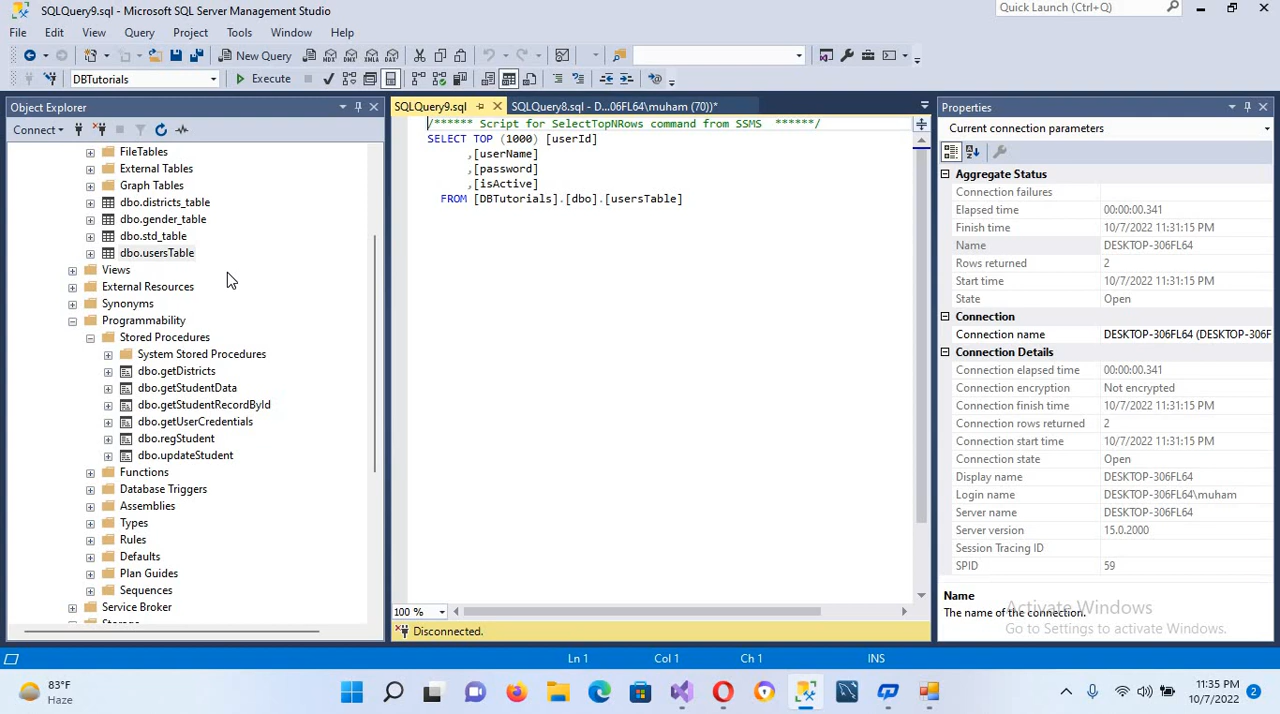 SQLQuery9.sql - Microsoft SQL Server Management Studio
Quick Launch (Ctrl+Q)
File Edit View Query Project Tools Window Help
New Query
MDX DMX XMLA DAX
DBTutorials Execute
Object Explorer
Connect
FileTables
External Tables
Graph Tables
dbo.districts_table
dbo.gender_table
dbo.std_table
dbo.usersTable
Views
External Resources
Synonyms
Programmability
Stored Procedures
System Stored Procedures
dbo.getDistricts
dbo.getStudentData
dbo.getStudentRecordById
dbo.getUserCredentials
dbo.regStudent
dbo.updateStudent
Functions
Database Triggers
Assemblies
Types
Rules
Defaults
Plan Guides
Sequences
Service Broker
SQLQuery9.sql SQLQuery8.sql - D...06FL64\muham (70))*
/****** Script for SelectTopNRows command from SSMS ******/
SELECT TOP (1000) [userId]
,[userName]
,[password]
,[isActive]
FROM [DBTutorials].[dbo].[usersTable]
100 %
Disconnected.
Properties
Current connection parameters
Aggregate Status
Connection failures
Elapsed time 00:00:00.341
Finish time 10/7/2022 11:31:15 PM
Name DESKTOP-306FL64
Rows returned 2
Start time 10/7/2022 11:31:15 PM
State Open
Connection
Connection name DESKTOP-306FL64 (DESKTOP-306F
Connection Details
Connection elapsed time 00:00:00.341
Connection encryption Not encrypted
Connection finish time 10/7/2022 11:31:15 PM
Connection rows returned 2
Connection start time 10/7/2022 11:31:15 PM
Connection state Open
Display name DESKTOP-306FL64
Login name DESKTOP-306FL64\muham
Server name DESKTOP-306FL64
Server version 15.0.2000
Session Tracing ID
SPID 59
Name
The name of the connection.
Activate Windows
Go to Settings to activate Windows.
Ln 1 Col 1 Ch 1 INS
83°F
Haze
11:35 PM
10/7/2022
2